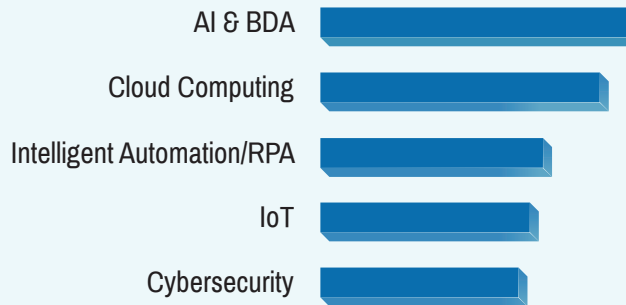 AI & BDA
Cloud Computing
Intelligent Automation/RPA
IoT
Cybersecurity